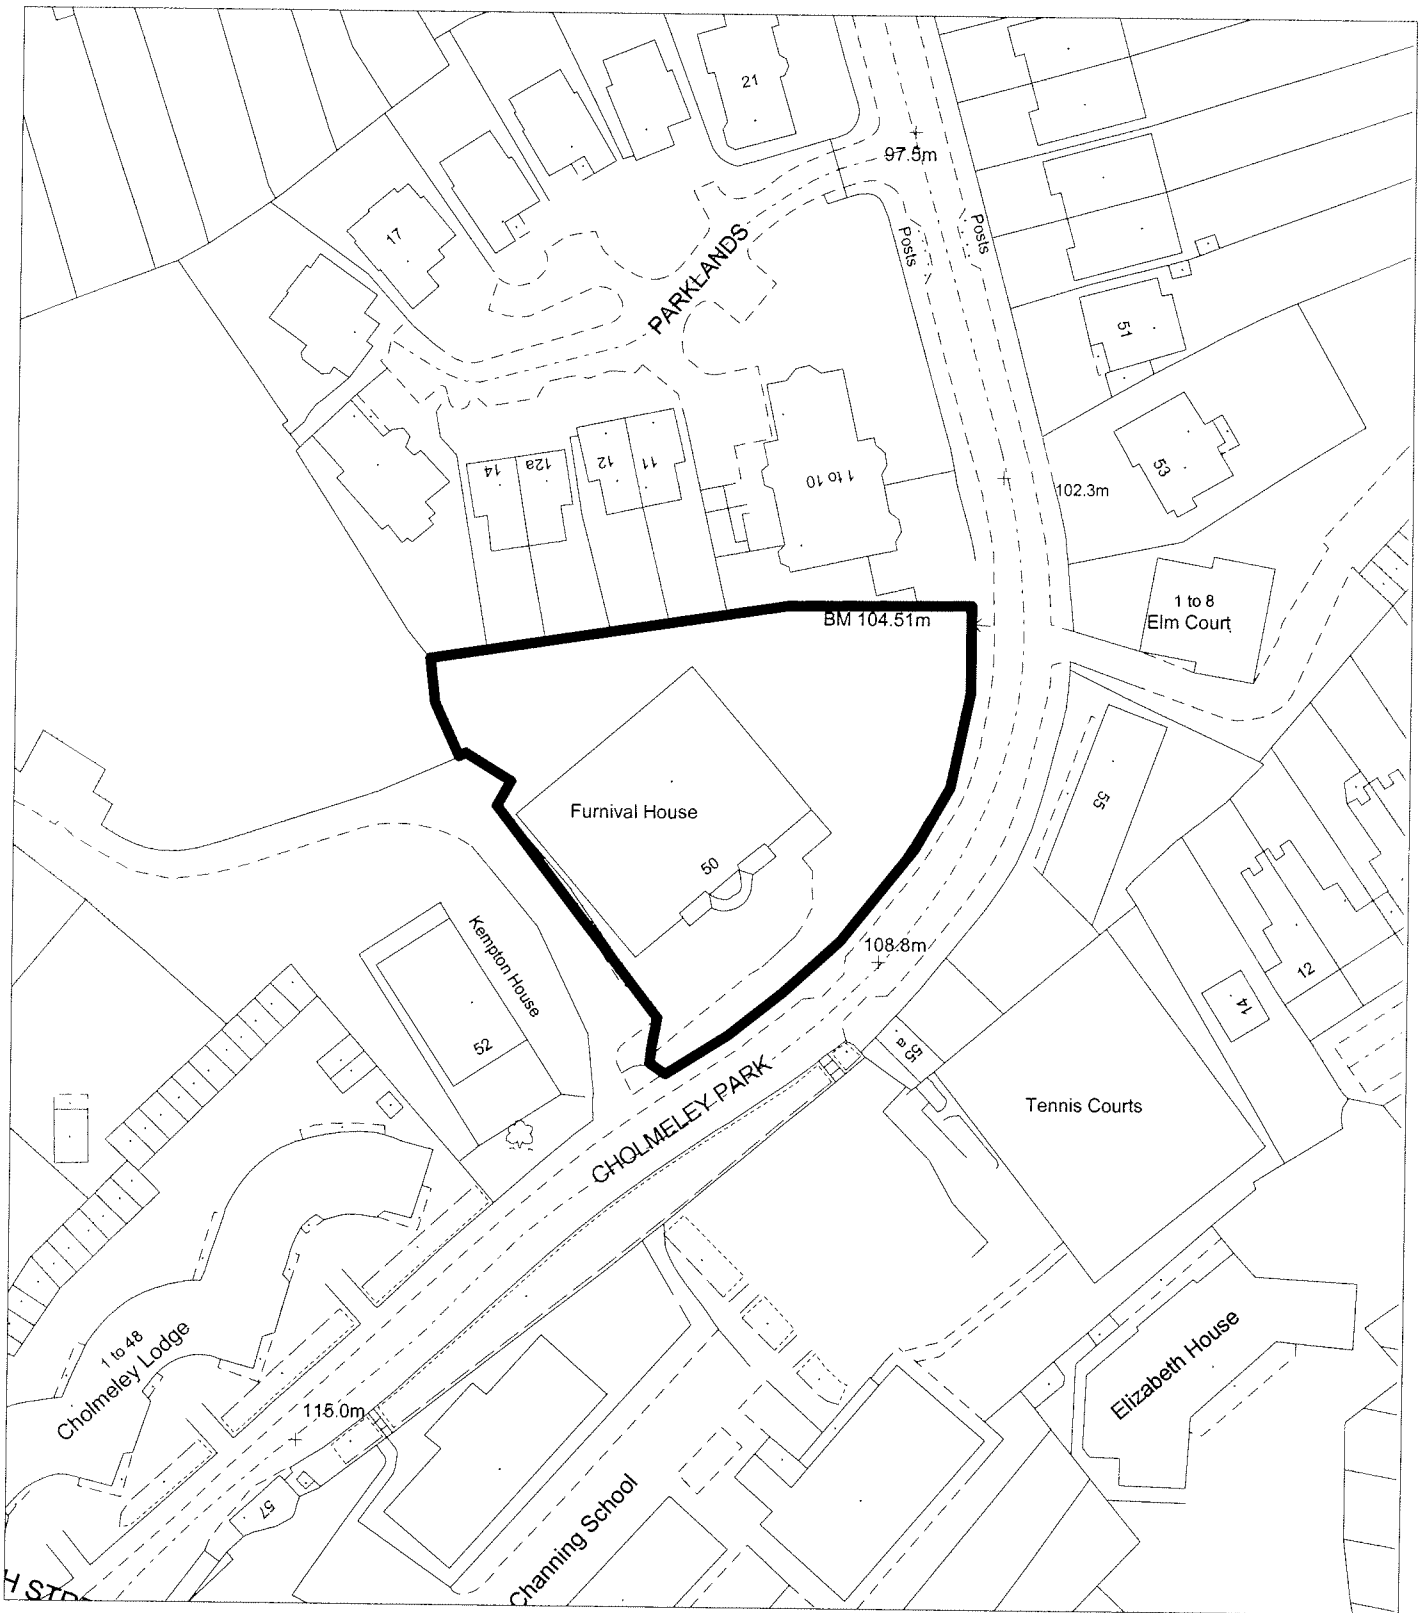 21
97.5m
17
Posts
Posts
PARKLANDS
51
53
14
12a
12
11
1 to 10
102.3m
1 to 8
Elm Court
BM 104.51m
Furnival House
50
55
Kempton House
52
108.8m
12
14
55 a
CHOLMELEY PARK
Tennis Courts
1 to 48
Cholmeley Lodge
115.0m
57
Elizabeth House
Channing School